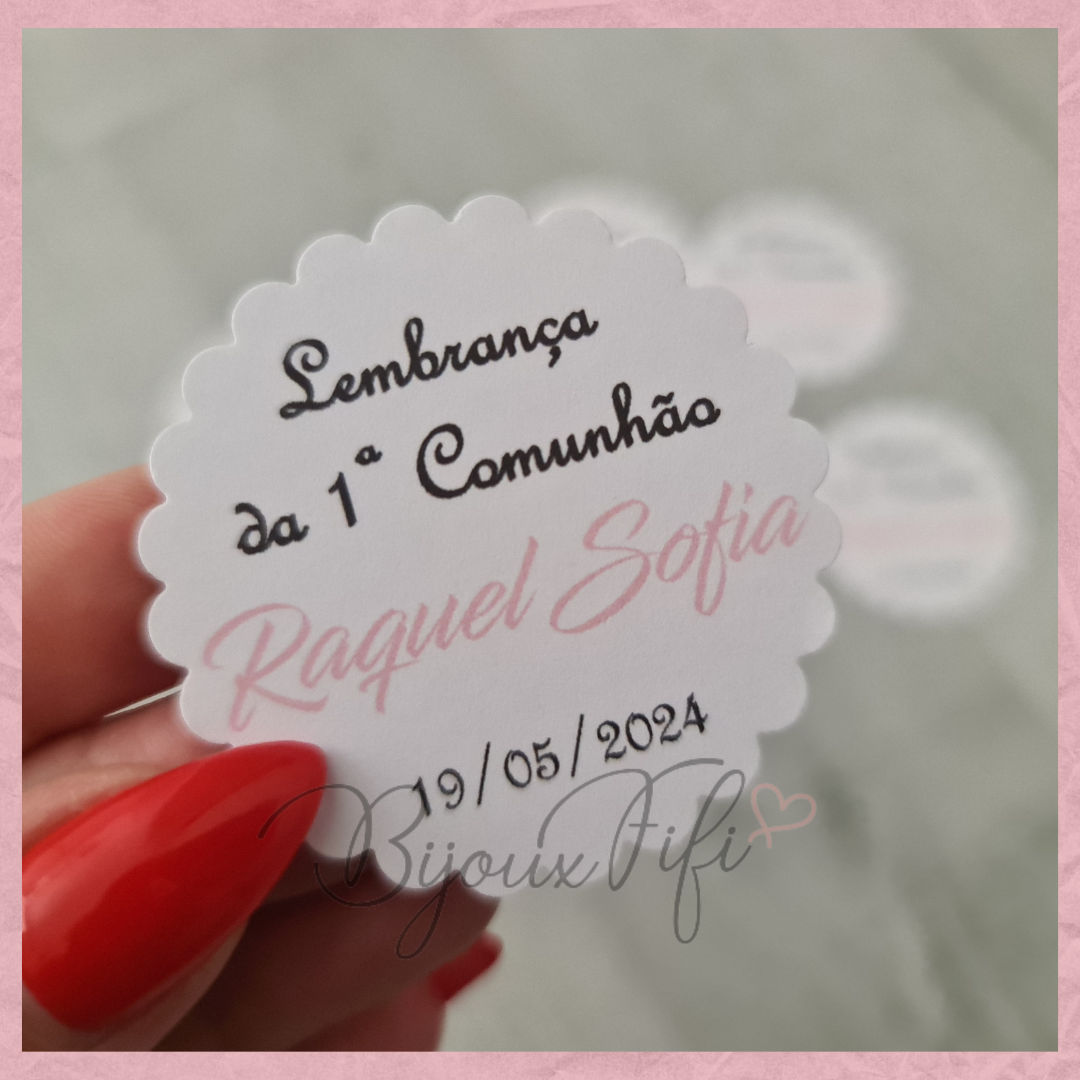 Lembrança
da 1ª Comunhão
Raquel Sofia
19/05/2024
Bijoux Fifi